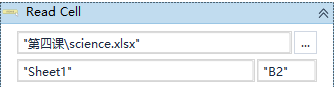 Read Cell
"第四课\science.xlsx" ...
"Sheet1" "B2"